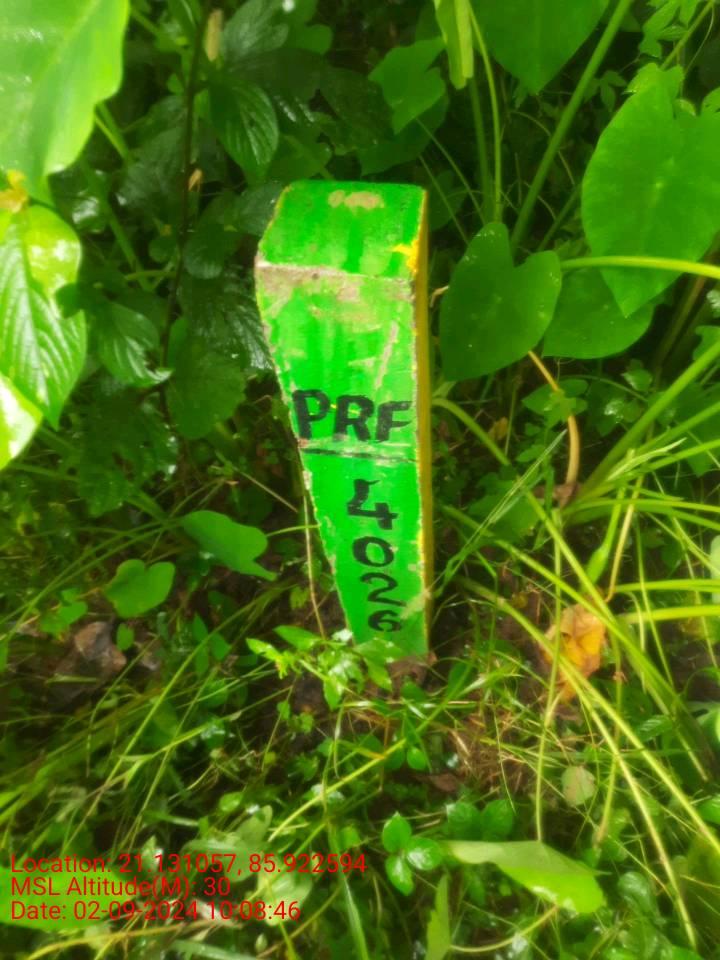 PRF
4
0
2
6
Location: 21.131057, 85.922594
MSL Altitude(M): 30
Date: 02-09-2024 10:08:46